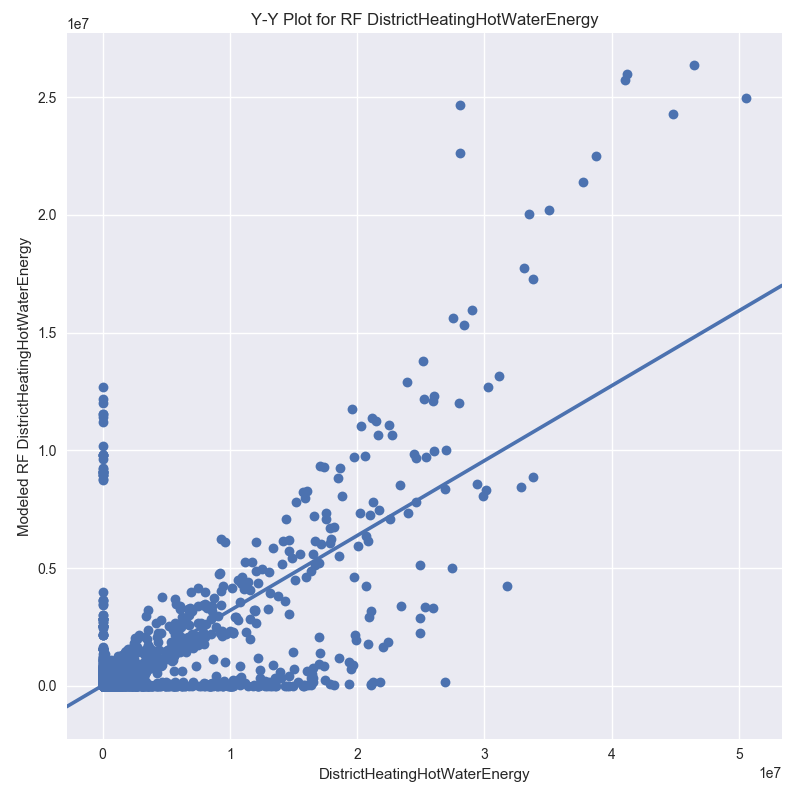 Y-Y Plot for RF DistrictHeatingHotWaterEnergy
1e7
2.5
2.0
1.5
1.0
0.5
0.0
Modeled RF DistrictHeatingHotWaterEnergy
0 1 2 3 4 5
1e7
DistrictHeatingHotWaterEnergy